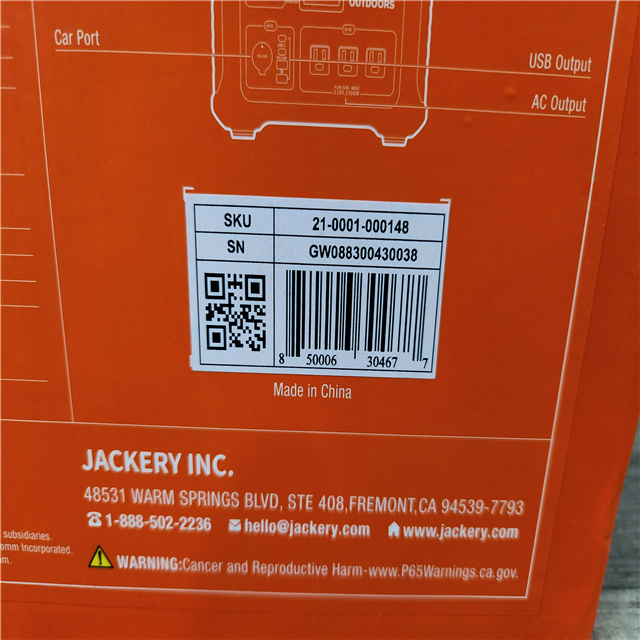 OUTDOORS
Car Port
USB Output
AC Output
SKU 21-0001-000148
SN GW088300430038
8 50006 30467 7
Made in China
JACKERY INC.
48531 WARM SPRINGS BLVD, STE 408,FREMONT,CA 94539-7793
1-888-502-2236 hello@jackery.com www.jackery.com
subsidiaries.
omm Incorporated.
WARNING:Cancer and Reproductive Harm-www.P65Warnings.ca.gov.